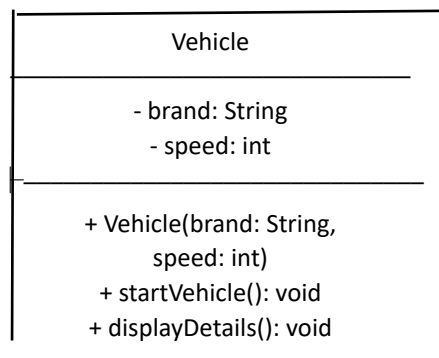 Vehicle
- brand: String
- speed: int
+ Vehicle(brand: String,
speed: int)
+ startVehicle(): void
+ displayDetails(): void